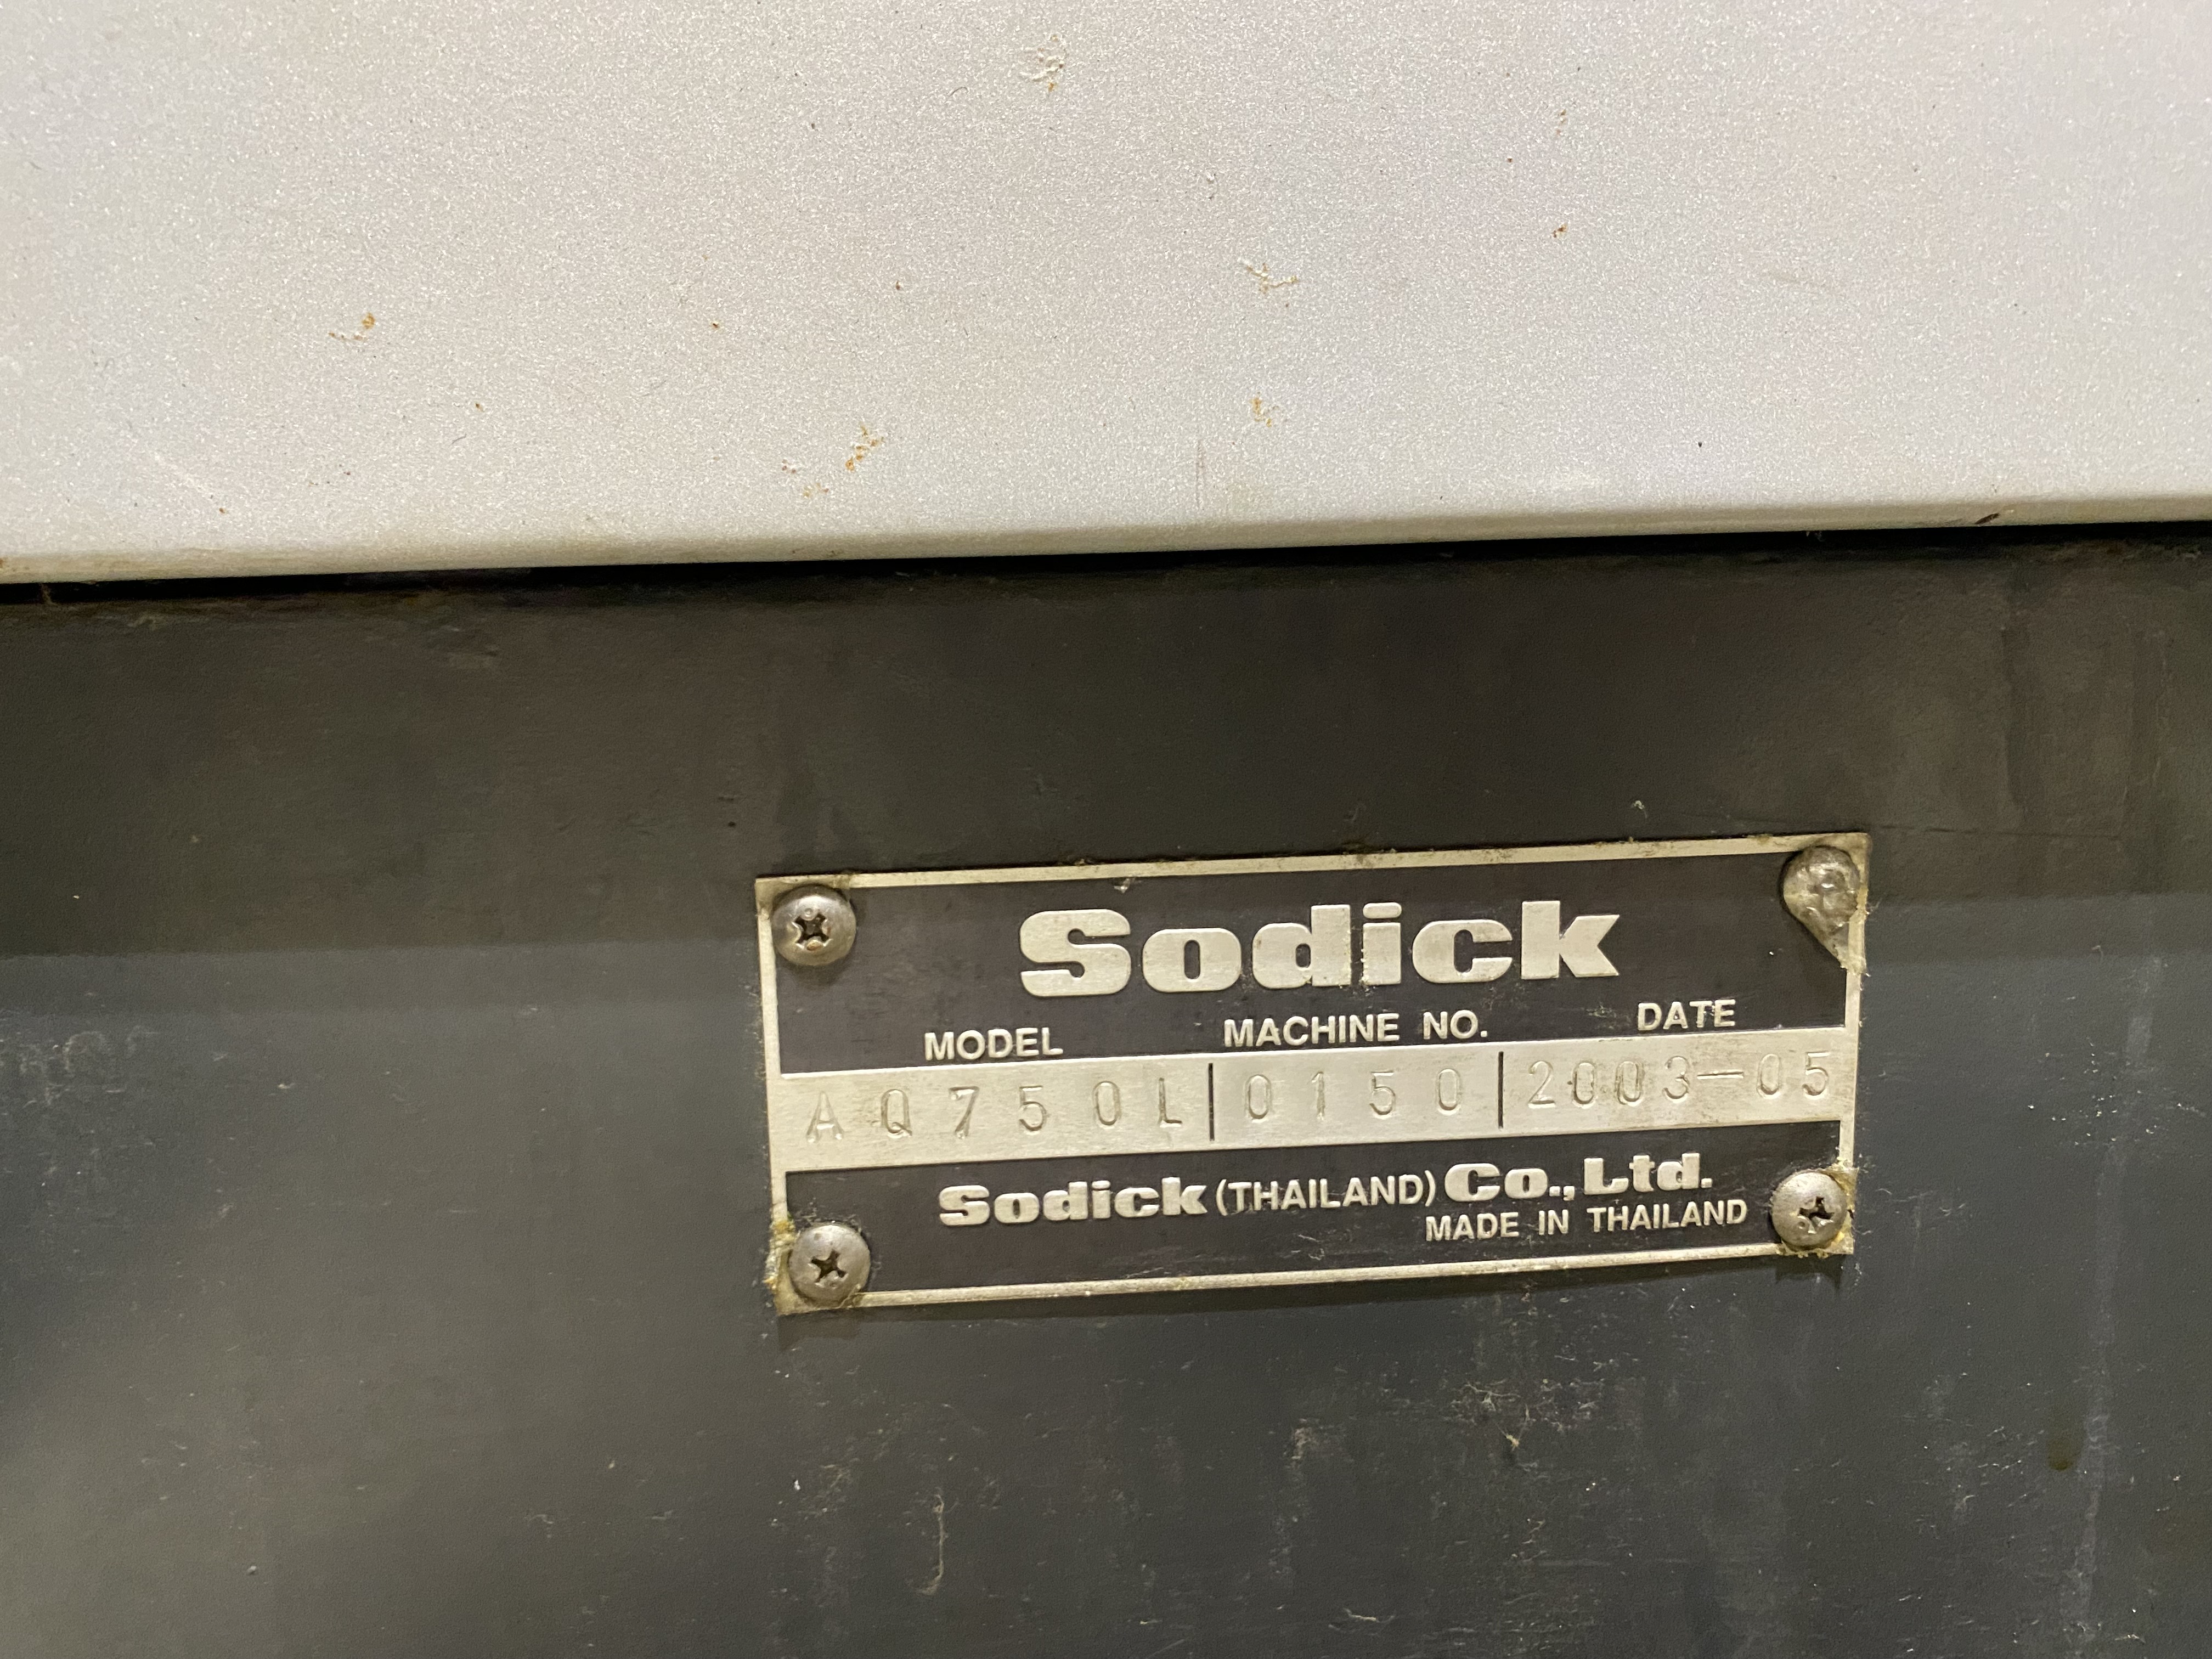 Sodick
MODEL MACHINE NO. DATE
AQ750L 0150 2003-05
Sodick (THAILAND) Co., Ltd.
MADE IN THAILAND